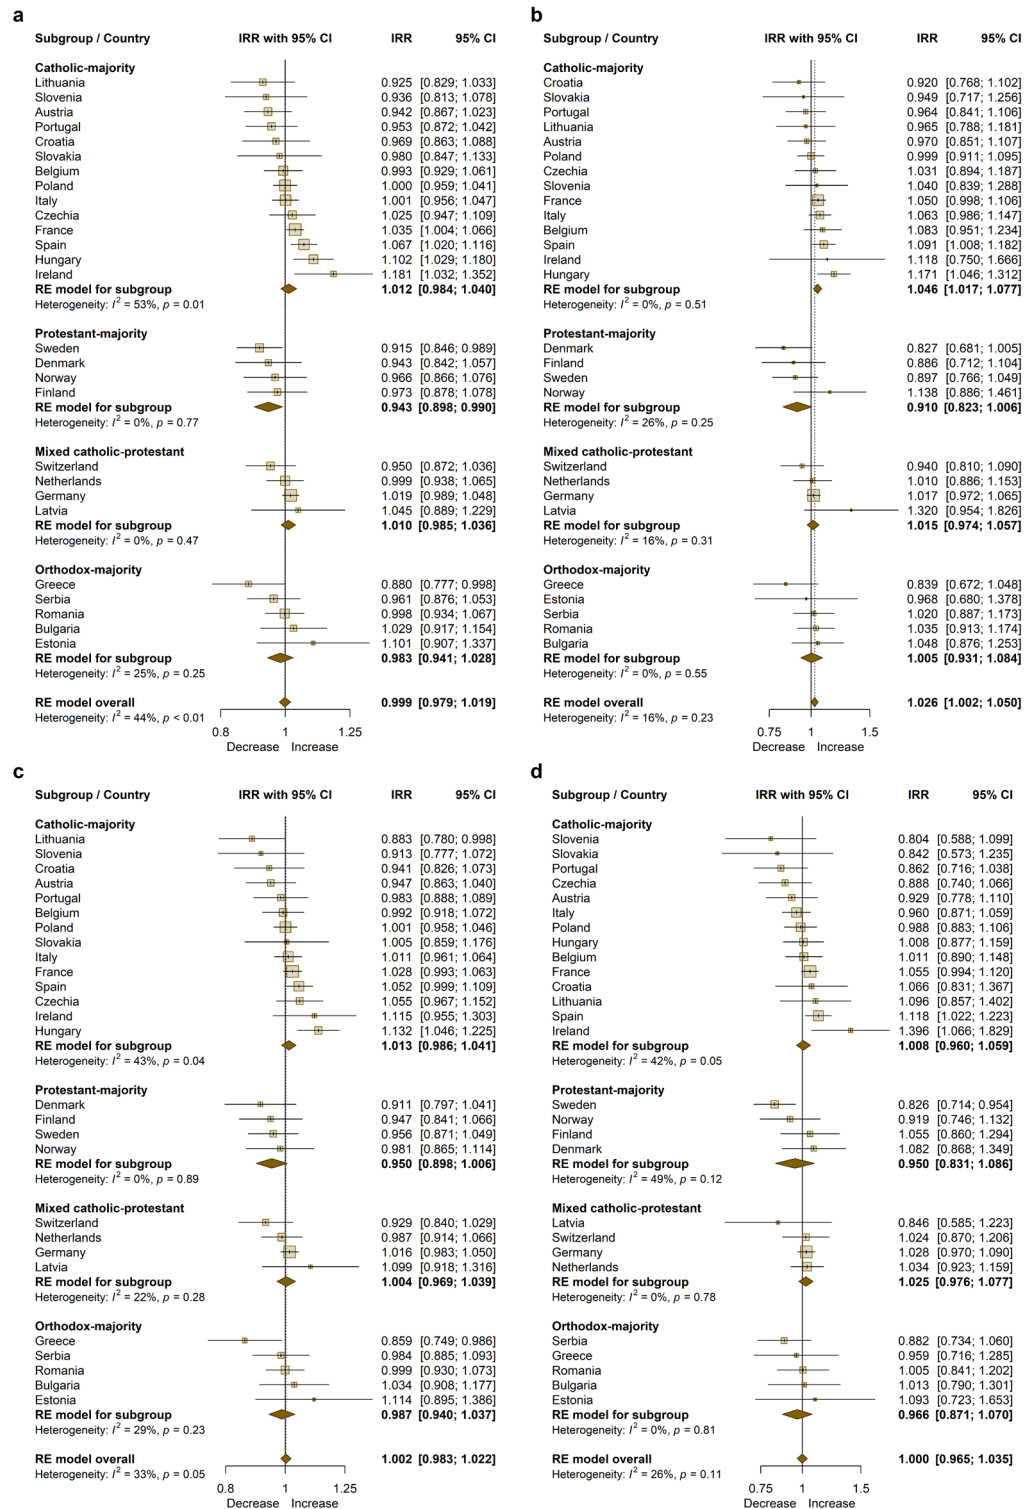 a
Subgroup / Country IRR with 95% CI IRR 95% CI
Catholic-majority
Lithuania 0.925 [0.829; 1.033]
Slovenia 0.936 [0.813; 1.078]
Austria 0.942 [0.867; 1.023]
Portugal 0.953 [0.872; 1.042]
Croatia 0.969 [0.863; 1.088]
Slovakia 0.980 [0.847; 1.133]
Belgium 0.993 [0.929; 1.061]
Poland 1.000 [0.959; 1.041]
Italy 1.001 [0.956; 1.047]
Czechia 1.025 [0.947; 1.109]
France 1.035 [1.004; 1.066]
Spain 1.067 [1.020; 1.116]
Hungary 1.102 [1.029; 1.180]
Ireland 1.181 [1.032; 1.352]
RE model for subgroup 1.012 [0.984; 1.040]
Heterogeneity: I² = 53%, p = 0.01
Protestant-majority
Sweden 0.915 [0.846; 0.989]
Denmark 0.943 [0.842; 1.057]
Norway 0.966 [0.866; 1.076]
Finland 0.973 [0.878; 1.078]
RE model for subgroup 0.943 [0.898; 0.990]
Heterogeneity: I² = 0%, p = 0.77
Mixed catholic-protestant
Switzerland 0.950 [0.872; 1.036]
Netherlands 0.999 [0.938; 1.065]
Germany 1.019 [0.989; 1.048]
Latvia 1.045 [0.889; 1.229]
RE model for subgroup 1.010 [0.985; 1.036]
Heterogeneity: I² = 0%, p = 0.47
Orthodox-majority
Greece 0.880 [0.777; 0.998]
Serbia 0.961 [0.876; 1.053]
Romania 0.998 [0.934; 1.067]
Bulgaria 1.029 [0.917; 1.154]
Estonia 1.101 [0.907; 1.337]
RE model for subgroup 0.983 [0.941; 1.028]
Heterogeneity: I² = 25%, p = 0.25
RE model overall 0.999 [0.979; 1.019]
Heterogeneity: I² = 44%, p < 0.01
0.8 1 1.25
Decrease Increase
b
Subgroup / Country IRR with 95% CI IRR 95% CI
Catholic-majority
Croatia 0.920 [0.768; 1.102]
Slovakia 0.949 [0.717; 1.256]
Portugal 0.964 [0.841; 1.106]
Lithuania 0.965 [0.788; 1.181]
Austria 0.970 [0.851; 1.107]
Poland 0.999 [0.911; 1.095]
Czechia 1.031 [0.894; 1.187]
Slovenia 1.040 [0.839; 1.288]
France 1.050 [0.998; 1.106]
Italy 1.063 [0.986; 1.147]
Belgium 1.083 [0.951; 1.234]
Spain 1.091 [1.008; 1.182]
Ireland 1.118 [0.750; 1.666]
Hungary 1.171 [1.046; 1.312]
RE model for subgroup 1.046 [1.017; 1.077]
Heterogeneity: I² = 0%, p = 0.51
Protestant-majority
Denmark 0.827 [0.681; 1.005]
Finland 0.886 [0.712; 1.104]
Sweden 0.897 [0.766; 1.049]
Norway 1.138 [0.886; 1.461]
RE model for subgroup 0.910 [0.823; 1.006]
Heterogeneity: I² = 26%, p = 0.25
Mixed catholic-protestant
Switzerland 0.940 [0.810; 1.090]
Netherlands 1.010 [0.886; 1.153]
Germany 1.017 [0.972; 1.065]
Latvia 1.320 [0.954; 1.826]
RE model for subgroup 1.015 [0.974; 1.057]
Heterogeneity: I² = 16%, p = 0.31
Orthodox-majority
Greece 0.839 [0.672; 1.048]
Estonia 0.968 [0.680; 1.378]
Serbia 1.020 [0.887; 1.173]
Romania 1.035 [0.913; 1.174]
Bulgaria 1.048 [0.876; 1.253]
RE model for subgroup 1.005 [0.931; 1.084]
Heterogeneity: I² = 0%, p = 0.55
RE model overall 1.026 [1.002; 1.050]
Heterogeneity: I² = 16%, p = 0.23
0.75 1 1.5
Decrease Increase
c
Subgroup / Country IRR with 95% CI IRR 95% CI
Catholic-majority
Lithuania 0.883 [0.780; 0.998]
Slovenia 0.913 [0.777; 1.072]
Croatia 0.941 [0.826; 1.073]
Austria 0.947 [0.863; 1.040]
Portugal 0.983 [0.888; 1.089]
Belgium 0.992 [0.918; 1.072]
Poland 1.001 [0.958; 1.046]
Slovakia 1.005 [0.859; 1.176]
Italy 1.011 [0.961; 1.064]
France 1.028 [0.993; 1.063]
Spain 1.052 [0.999; 1.109]
Czechia 1.055 [0.967; 1.152]
Ireland 1.115 [0.955; 1.303]
Hungary 1.132 [1.046; 1.225]
RE model for subgroup 1.013 [0.986; 1.041]
Heterogeneity: I² = 43%, p = 0.04
Protestant-majority
Denmark 0.911 [0.797; 1.041]
Finland 0.947 [0.841; 1.066]
Sweden 0.956 [0.871; 1.049]
Norway 0.981 [0.865; 1.114]
RE model for subgroup 0.950 [0.898; 1.006]
Heterogeneity: I² = 0%, p = 0.89
Mixed catholic-protestant
Switzerland 0.929 [0.840; 1.029]
Netherlands 0.987 [0.914; 1.066]
Germany 1.016 [0.983; 1.050]
Latvia 1.099 [0.918; 1.316]
RE model for subgroup 1.004 [0.969; 1.039]
Heterogeneity: I² = 22%, p = 0.28
Orthodox-majority
Greece 0.859 [0.749; 0.986]
Serbia 0.984 [0.885; 1.093]
Romania 0.999 [0.930; 1.073]
Bulgaria 1.034 [0.908; 1.177]
Estonia 1.114 [0.895; 1.386]
RE model for subgroup 0.987 [0.940; 1.037]
Heterogeneity: I² = 29%, p = 0.23
RE model overall 1.002 [0.983; 1.022]
Heterogeneity: I² = 33%, p = 0.05
0.8 1 1.25
Decrease Increase
d
Subgroup / Country IRR with 95% CI IRR 95% CI
Catholic-majority
Slovenia 0.804 [0.588; 1.099]
Slovakia 0.842 [0.573; 1.235]
Portugal 0.862 [0.716; 1.038]
Czechia 0.888 [0.740; 1.066]
Austria 0.929 [0.778; 1.110]
Italy 0.960 [0.871; 1.059]
Poland 0.988 [0.883; 1.106]
Hungary 1.008 [0.877; 1.159]
Belgium 1.011 [0.890; 1.148]
France 1.055 [0.994; 1.120]
Croatia 1.066 [0.831; 1.367]
Lithuania 1.096 [0.857; 1.402]
Spain 1.118 [1.022; 1.223]
Ireland 1.396 [1.066; 1.829]
RE model for subgroup 1.008 [0.960; 1.059]
Heterogeneity: I² = 42%, p = 0.05
Protestant-majority
Sweden 0.826 [0.714; 0.954]
Norway 0.919 [0.746; 1.132]
Finland 1.055 [0.860; 1.294]
Denmark 1.082 [0.868; 1.349]
RE model for subgroup 0.950 [0.831; 1.086]
Heterogeneity: I² = 49%, p = 0.12
Mixed catholic-protestant
Latvia 0.846 [0.585; 1.223]
Switzerland 1.024 [0.870; 1.206]
Germany 1.028 [0.970; 1.090]
Netherlands 1.034 [0.923; 1.159]
RE model for subgroup 1.025 [0.976; 1.077]
Heterogeneity: I² = 0%, p = 0.78
Orthodox-majority
Serbia 0.882 [0.734; 1.060]
Greece 0.959 [0.716; 1.285]
Romania 1.005 [0.841; 1.202]
Bulgaria 1.013 [0.790; 1.301]
Estonia 1.093 [0.723; 1.653]
RE model for subgroup 0.966 [0.871; 1.070]
Heterogeneity: I² = 0%, p = 0.81
RE model overall 1.000 [0.965; 1.035]
Heterogeneity: I² = 26%, p = 0.11
0.75 1 1.5
Decrease Increase